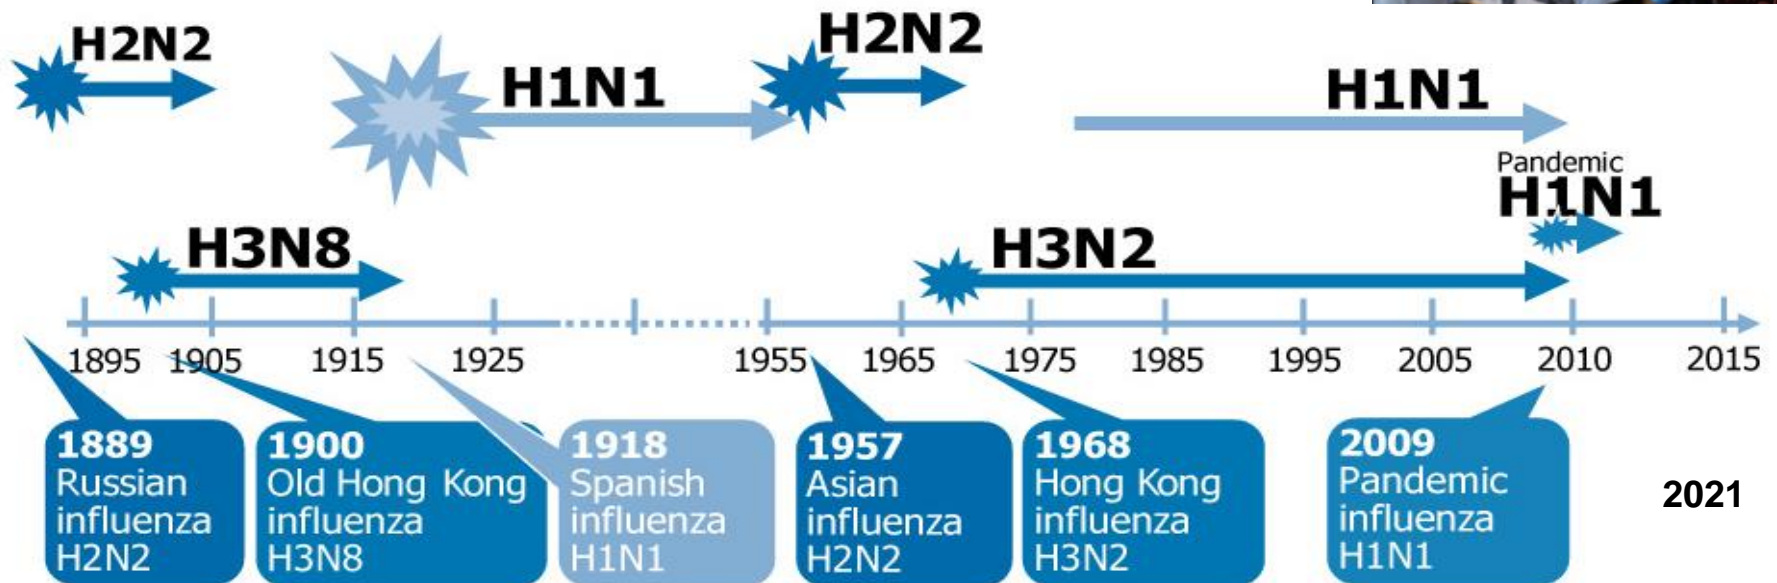 H2N2
H1N1
H2N2
H1N1
Pandemic
H1N1
H3N8
H3N2
1895 1905 1915 1925 1955 1965 1975 1985 1995 2005 2010 2015
1889
Russian
influenza
H2N2
1900
Old Hong Kong
influenza
H3N8
1918
Spanish
influenza
H1N1
1957
Asian
influenza
H2N2
1968
Hong Kong
influenza
H3N2
2009
Pandemic
influenza
H1N1
2021